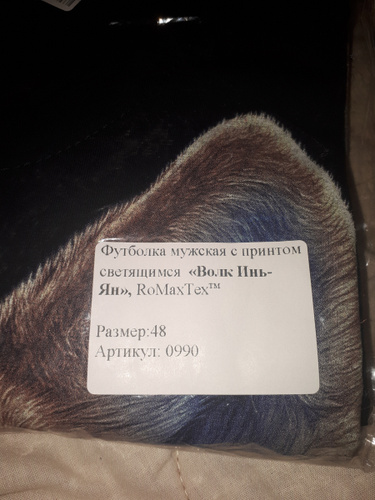 Футболка мужская с принтом
светящимся «Волк Инь-
Ян», RoMaxTex™
Размер:48
Артикул: 0990